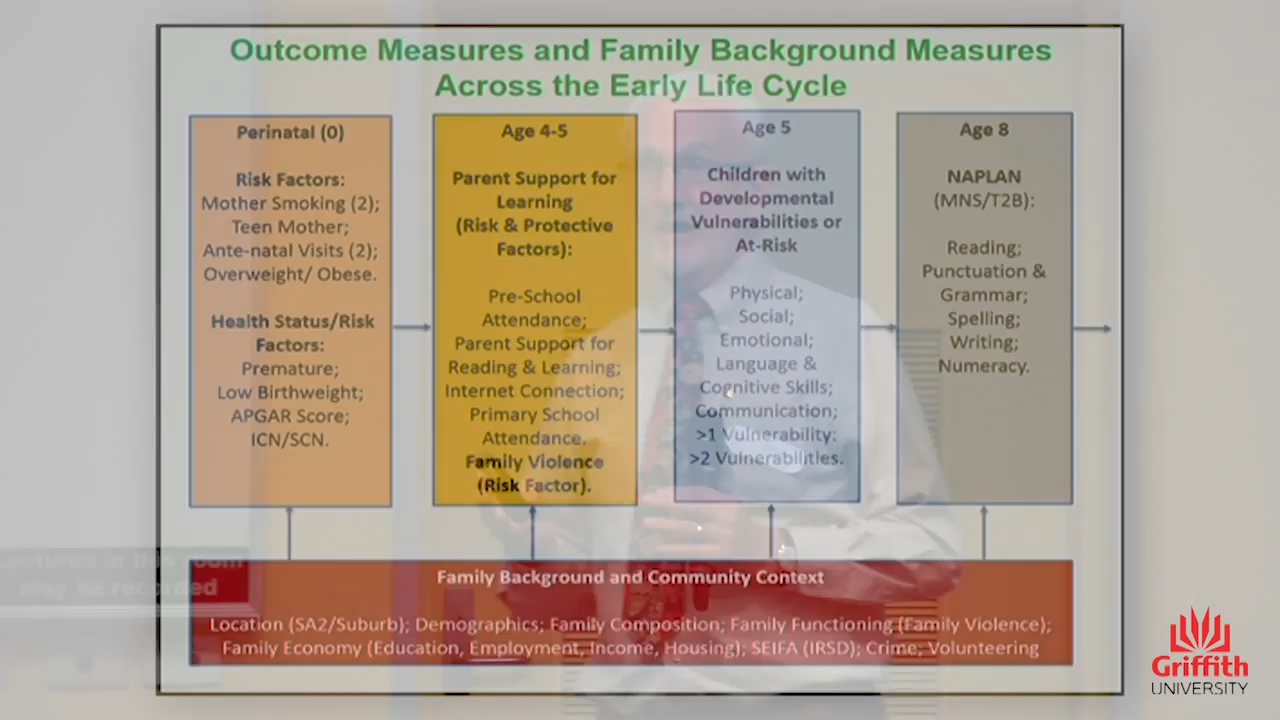 Outcome Measures and Family Background Measures
Across the Early Life Cycle
Perinatal (0)
Risk Factors:
Mother Smoking (2);
Teen Mother;
Ante-natal Visits (2);
Overweight/ Obese.
Health Status/Risk
Factors:
Premature;
Low Birthweight;
APGAR Score;
ICN/SCN.
Age 4-5
Parent Support for
Learning
(Risk & Protective
Factors):
Pre-School
Attendance;
Parent Support for
Reading & Learning;
Internet Connection;
Primary School
Attendance.
Family Violence
(Risk Factor).
Age 5
Children with
Developmental
Vulnerabilities or
At-Risk
Physical;
Social;
Emotional;
Language &
Cognitive Skills;
Communication;
>1 Vulnerability:
>2 Vulnerabilities.
Age 8
NAPLAN
(MNS/T2B):
Reading;
Punctuation &
Grammar;
Spelling;
Writing;
Numeracy.
Family Background and Community Context
Location (SA2/Suburb); Demographics; Family Composition; Family Functioning (Family Violence);
Family Economy (Education, Employment, Income, Housing); SEIFA (IRSD); Crime; Volunteering
in this room
may be recorded
Griffith
UNIVERSITY